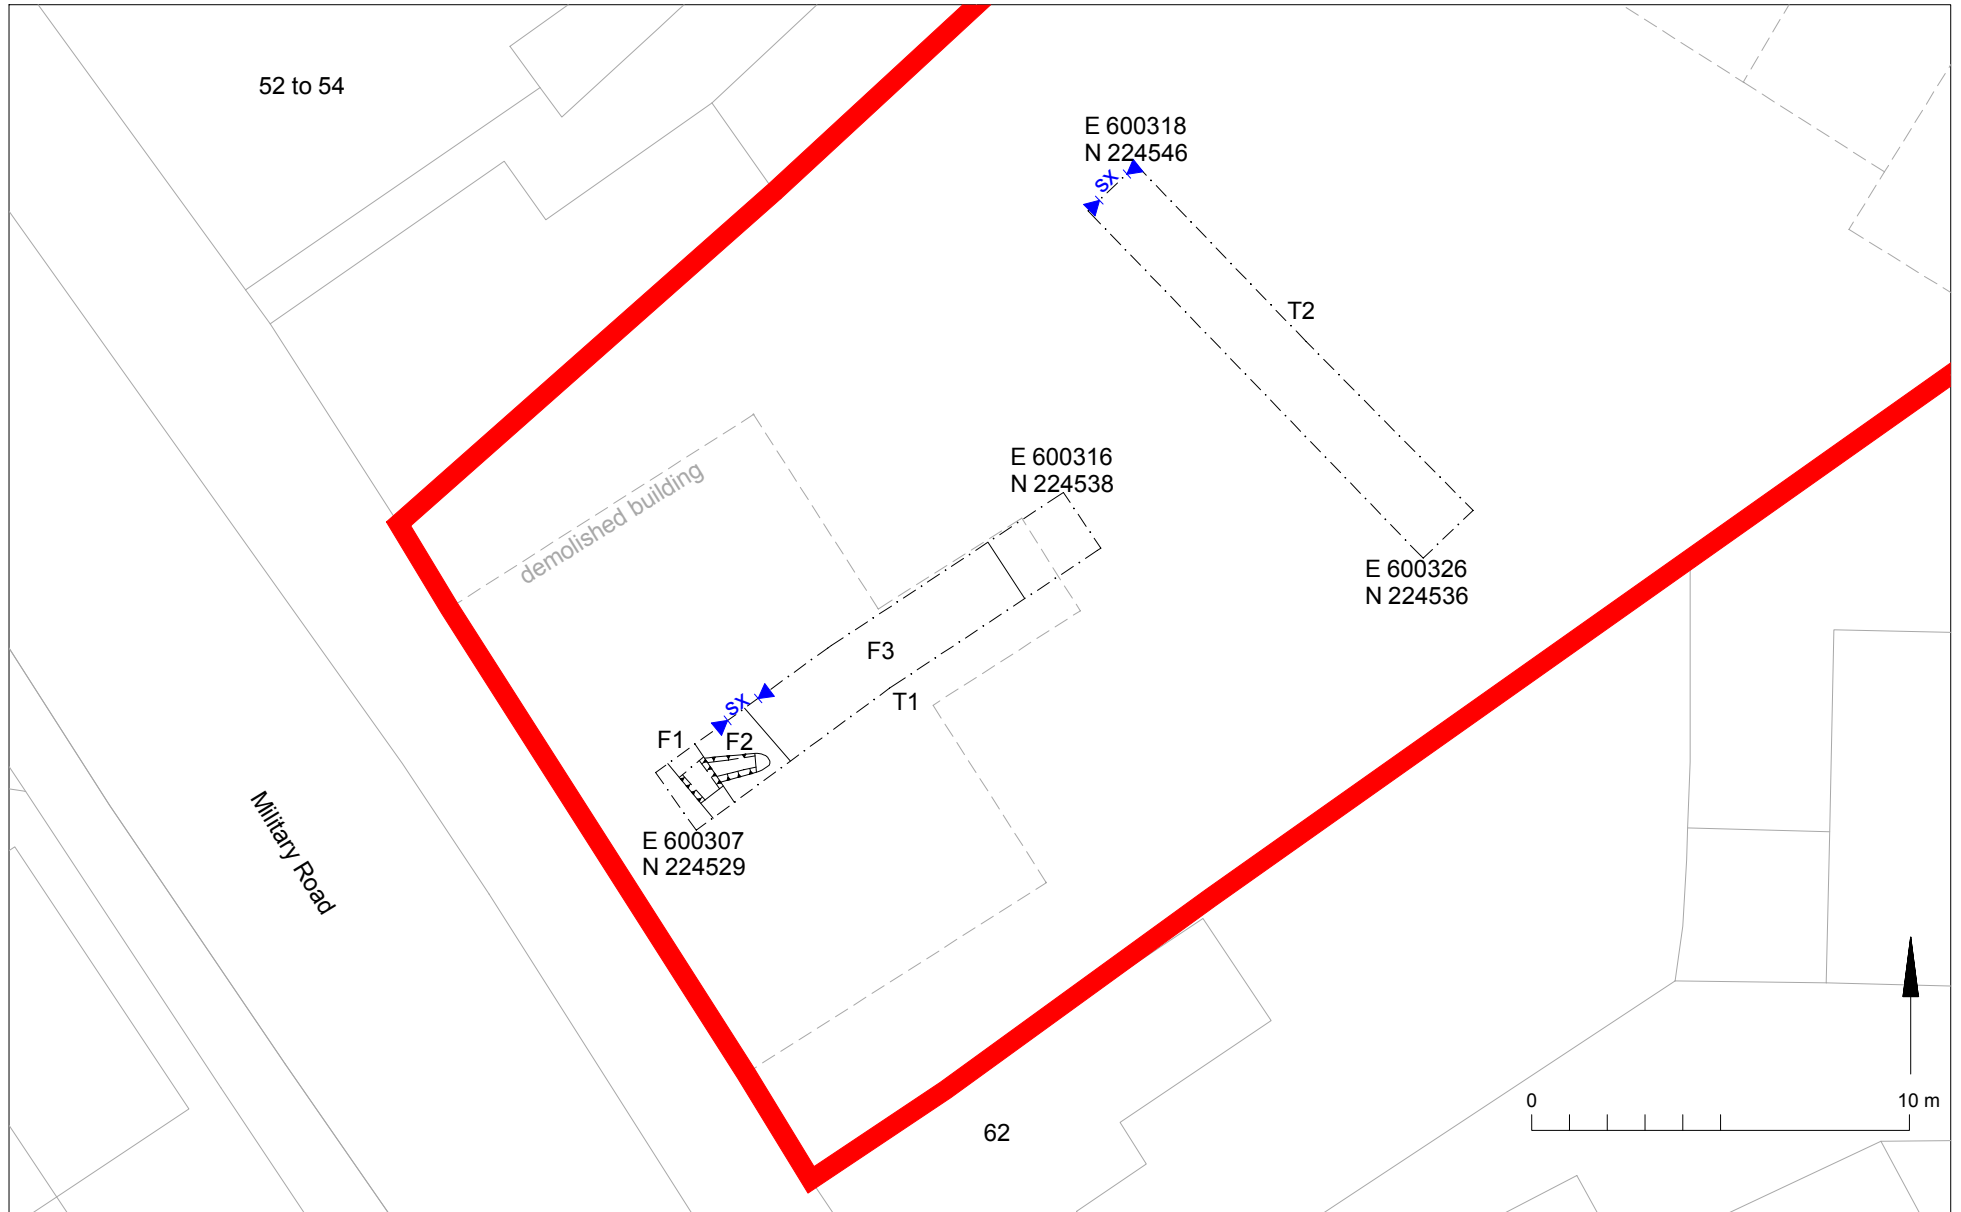 52 to 54
E 600318
N 224546
sx
T2
E 600316
N 224538
demolished building
E 600326
N 224536
F3
T1
sx
F1
F2
E 600307
N 224529
Military Road
62
0
10 m